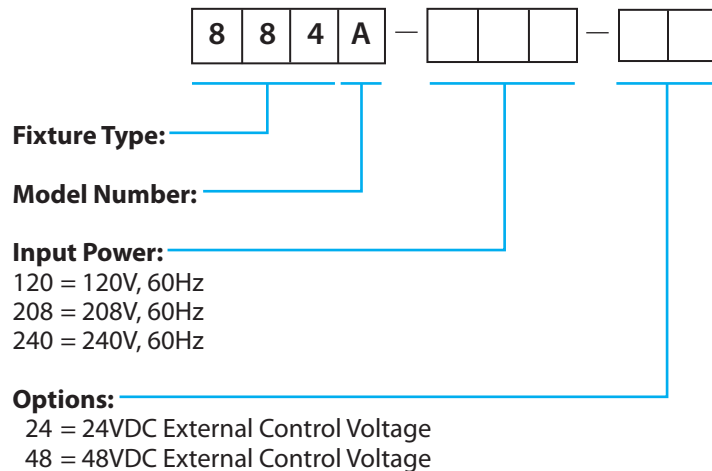 8 8 4 A – –
Fixture Type:
Model Number:
Input Power:
120 = 120V, 60Hz
208 = 208V, 60Hz
240 = 240V, 60Hz
Options:
24 = 24VDC External Control Voltage
48 = 48VDC External Control Voltage